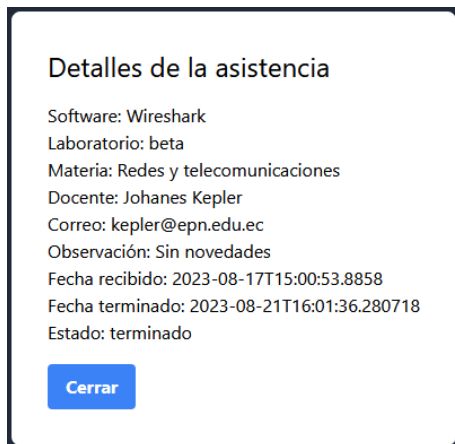 Detalles de la asistencia
Software: Wireshark
Laboratorio: beta
Materia: Redes y telecomunicaciones
Docente: Johanes Kepler
Correo: kepler@epn.edu.ec
Observación: Sin novedades
Fecha recibido: 2023-08-17T15:00:53.8858
Fecha terminado: 2023-08-21T16:01:36.280718
Estado: terminado
Cerrar